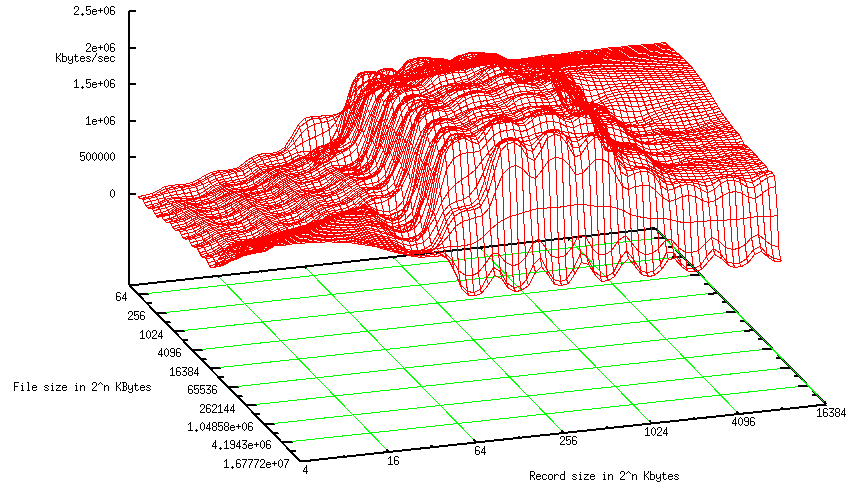 2.5e+06
2e+06
Kbytes/sec
1.5e+06
1e+06
500000
0
64
256
1024
4096
16384
65536
262144
1.04858e+06
4.1943e+06
1.67772e+07
File size in 2^n KBytes
4
16
64
256
1024
4096
16384
Record size in 2^n Kbytes